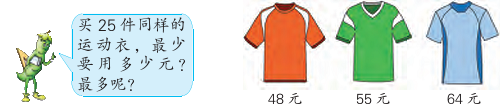 买25件同样的
运动衣，最少
要用多少元？
最多呢？
48元
55元
64元